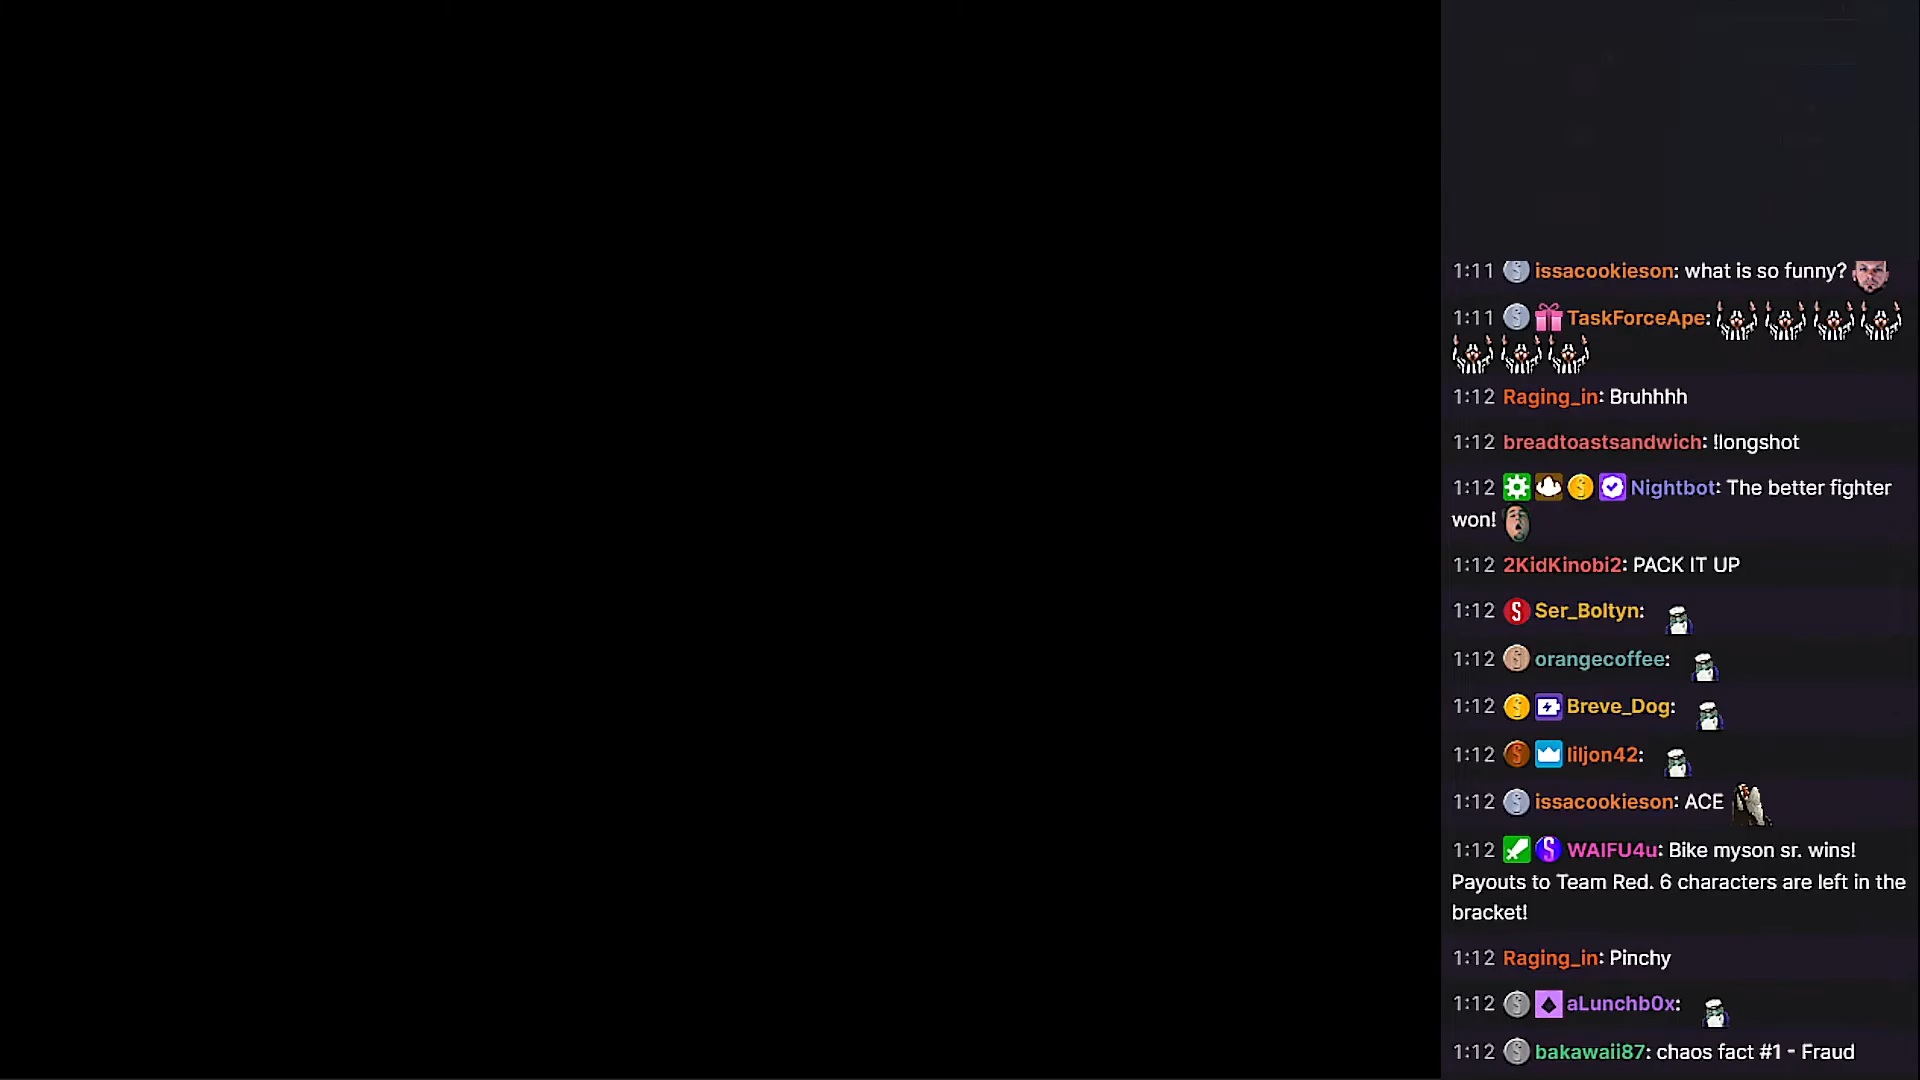 1:11 issacookieson: what is so funny?
1:11 TaskForceApe:
1:12 Raging_in: Bruhhhh
1:12 breadtoastsandwich: !longshot
1:12 Nightbot: The better fighter
won!
1:12 2KidKinobi2: PACK IT UP
1:12 Ser_Boltyn:
1:12 orangecoffee:
1:12 Breve_Dog:
1:12 liljon42:
1:12 issacookieson: ACE
1:12 WAIFU4u: Bike myson sr. wins!
Payouts to Team Red. 6 characters are left in the
bracket!
1:12 Raging_in: Pinchy
1:12 aLunchb0x:
1:12 bakawaii87: chaos fact #1 - Fraud